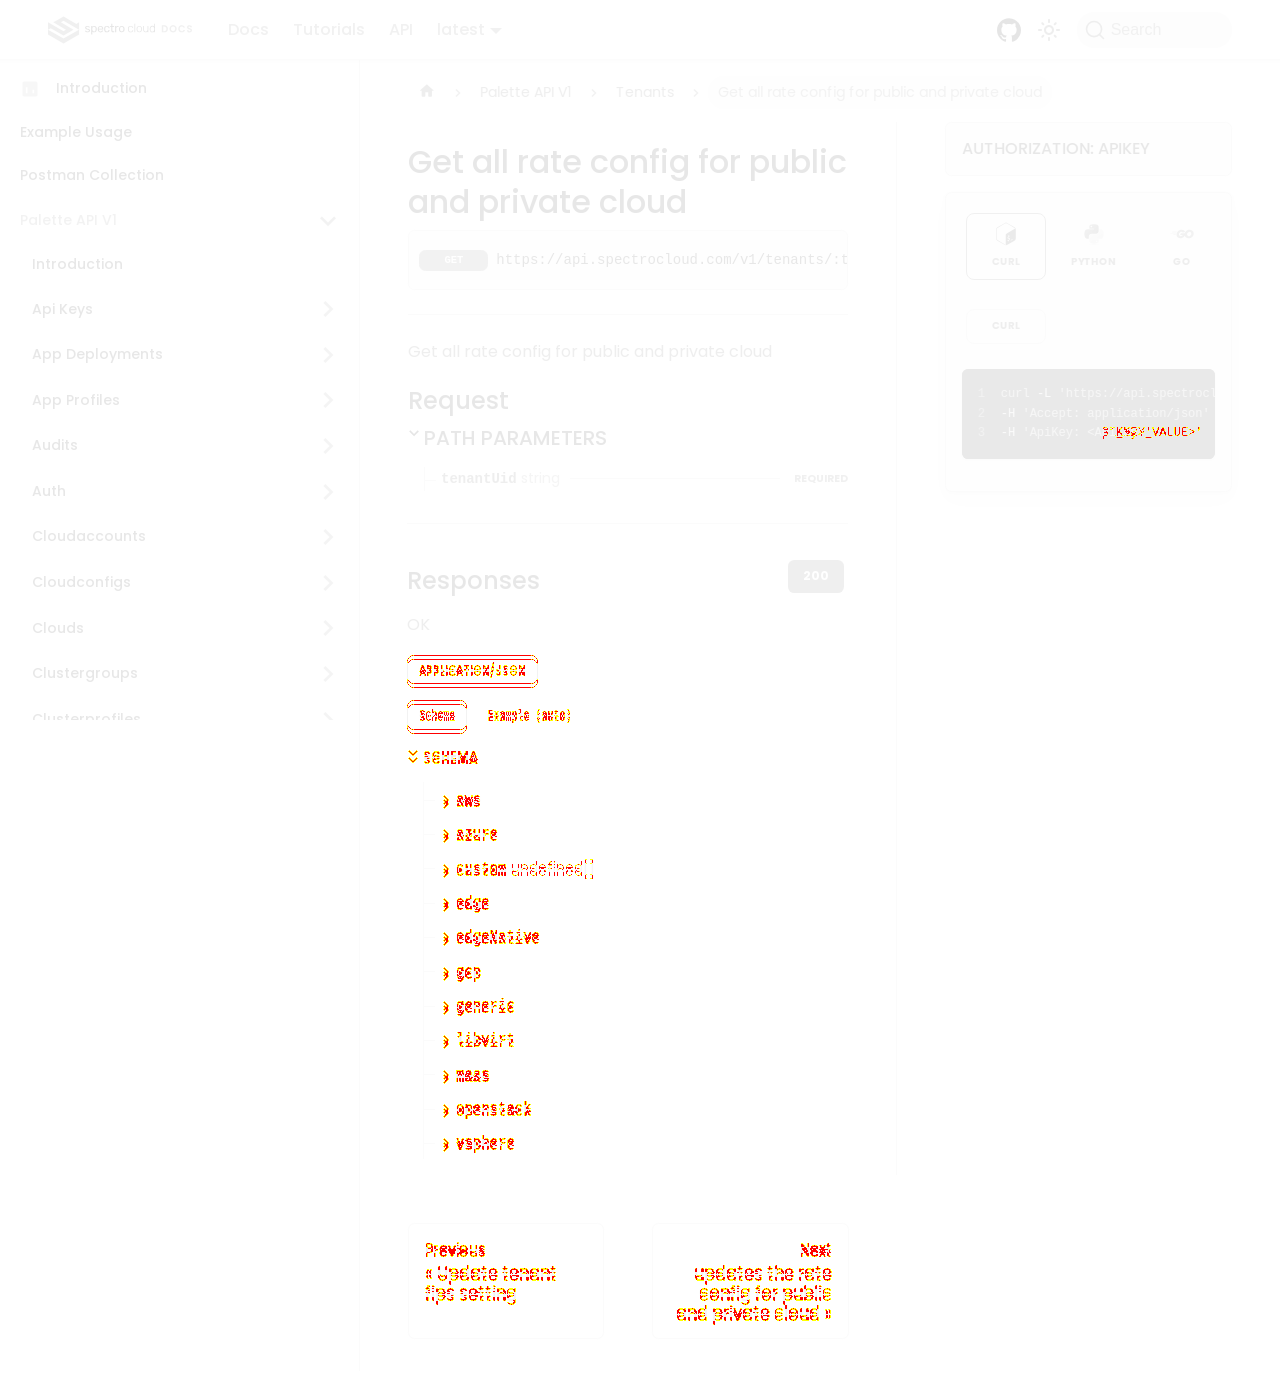 spectro cloud DOCS
Docs
Tutorials
API
latest
Search
Introduction
Example Usage
Postman Collection
Palette API V1
Introduction
Api Keys
App Deployments
App Profiles
Audits
Auth
Cloudaccounts
Cloudconfigs
Clouds
Clustergroups
Clusterprofiles
Palette API V1
Tenants
Get all rate config for public and private cloud
Get all rate config for public
and private cloud
GET https://api.spectrocloud.com/v1/tenants/:t
Get all rate config for public and private cloud
Request
PATH PARAMETERS
tenantUid string REQUIRED
Responses
200
OK
APPLICATION/JSON
Schema Example (auto)
SCHEMA
aws
azure
custom undefined[]
edge
edgeNative
gcp
generic
libvirt
maas
openstack
vsphere
Previous
« Update tenant
tips setting
Next
Updates the rate
config for public
and private cloud »
AUTHORIZATION: APIKEY
CURL
PYTHON
GO
GO
CURL
1 curl -L 'https://api.spectrocl
2 -H 'Accept: application/json'
3 -H 'ApiKey: <API_KEY_VALUE>'